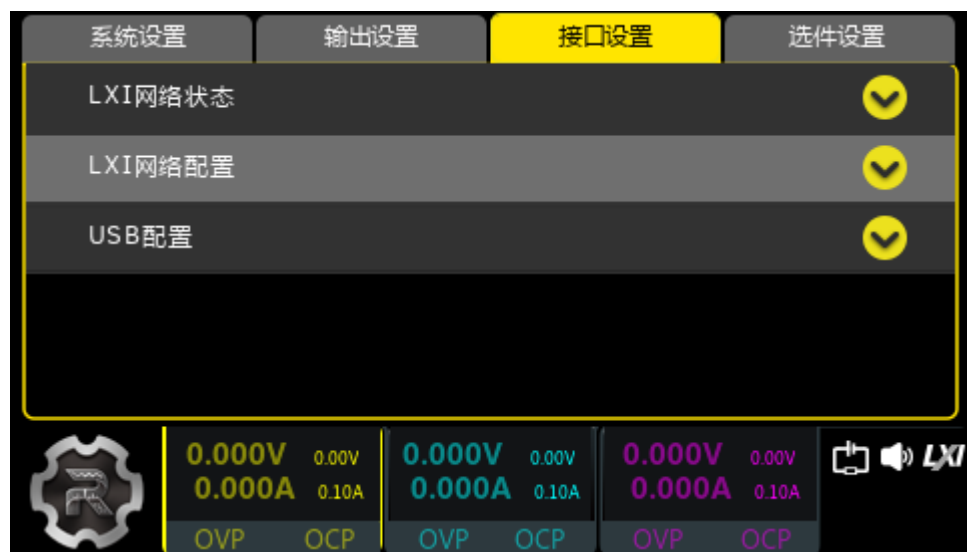 系统设置 输出设置 接口设置 选件设置
LXI网络状态
LXI网络配置
USB配置
0.000V 0.00V 0.000V 0.00V 0.000V 0.00V
0.000A 0.10A 0.000A 0.10A 0.000A 0.10A
OVP OCP OVP OCP OVP OCP
LXI